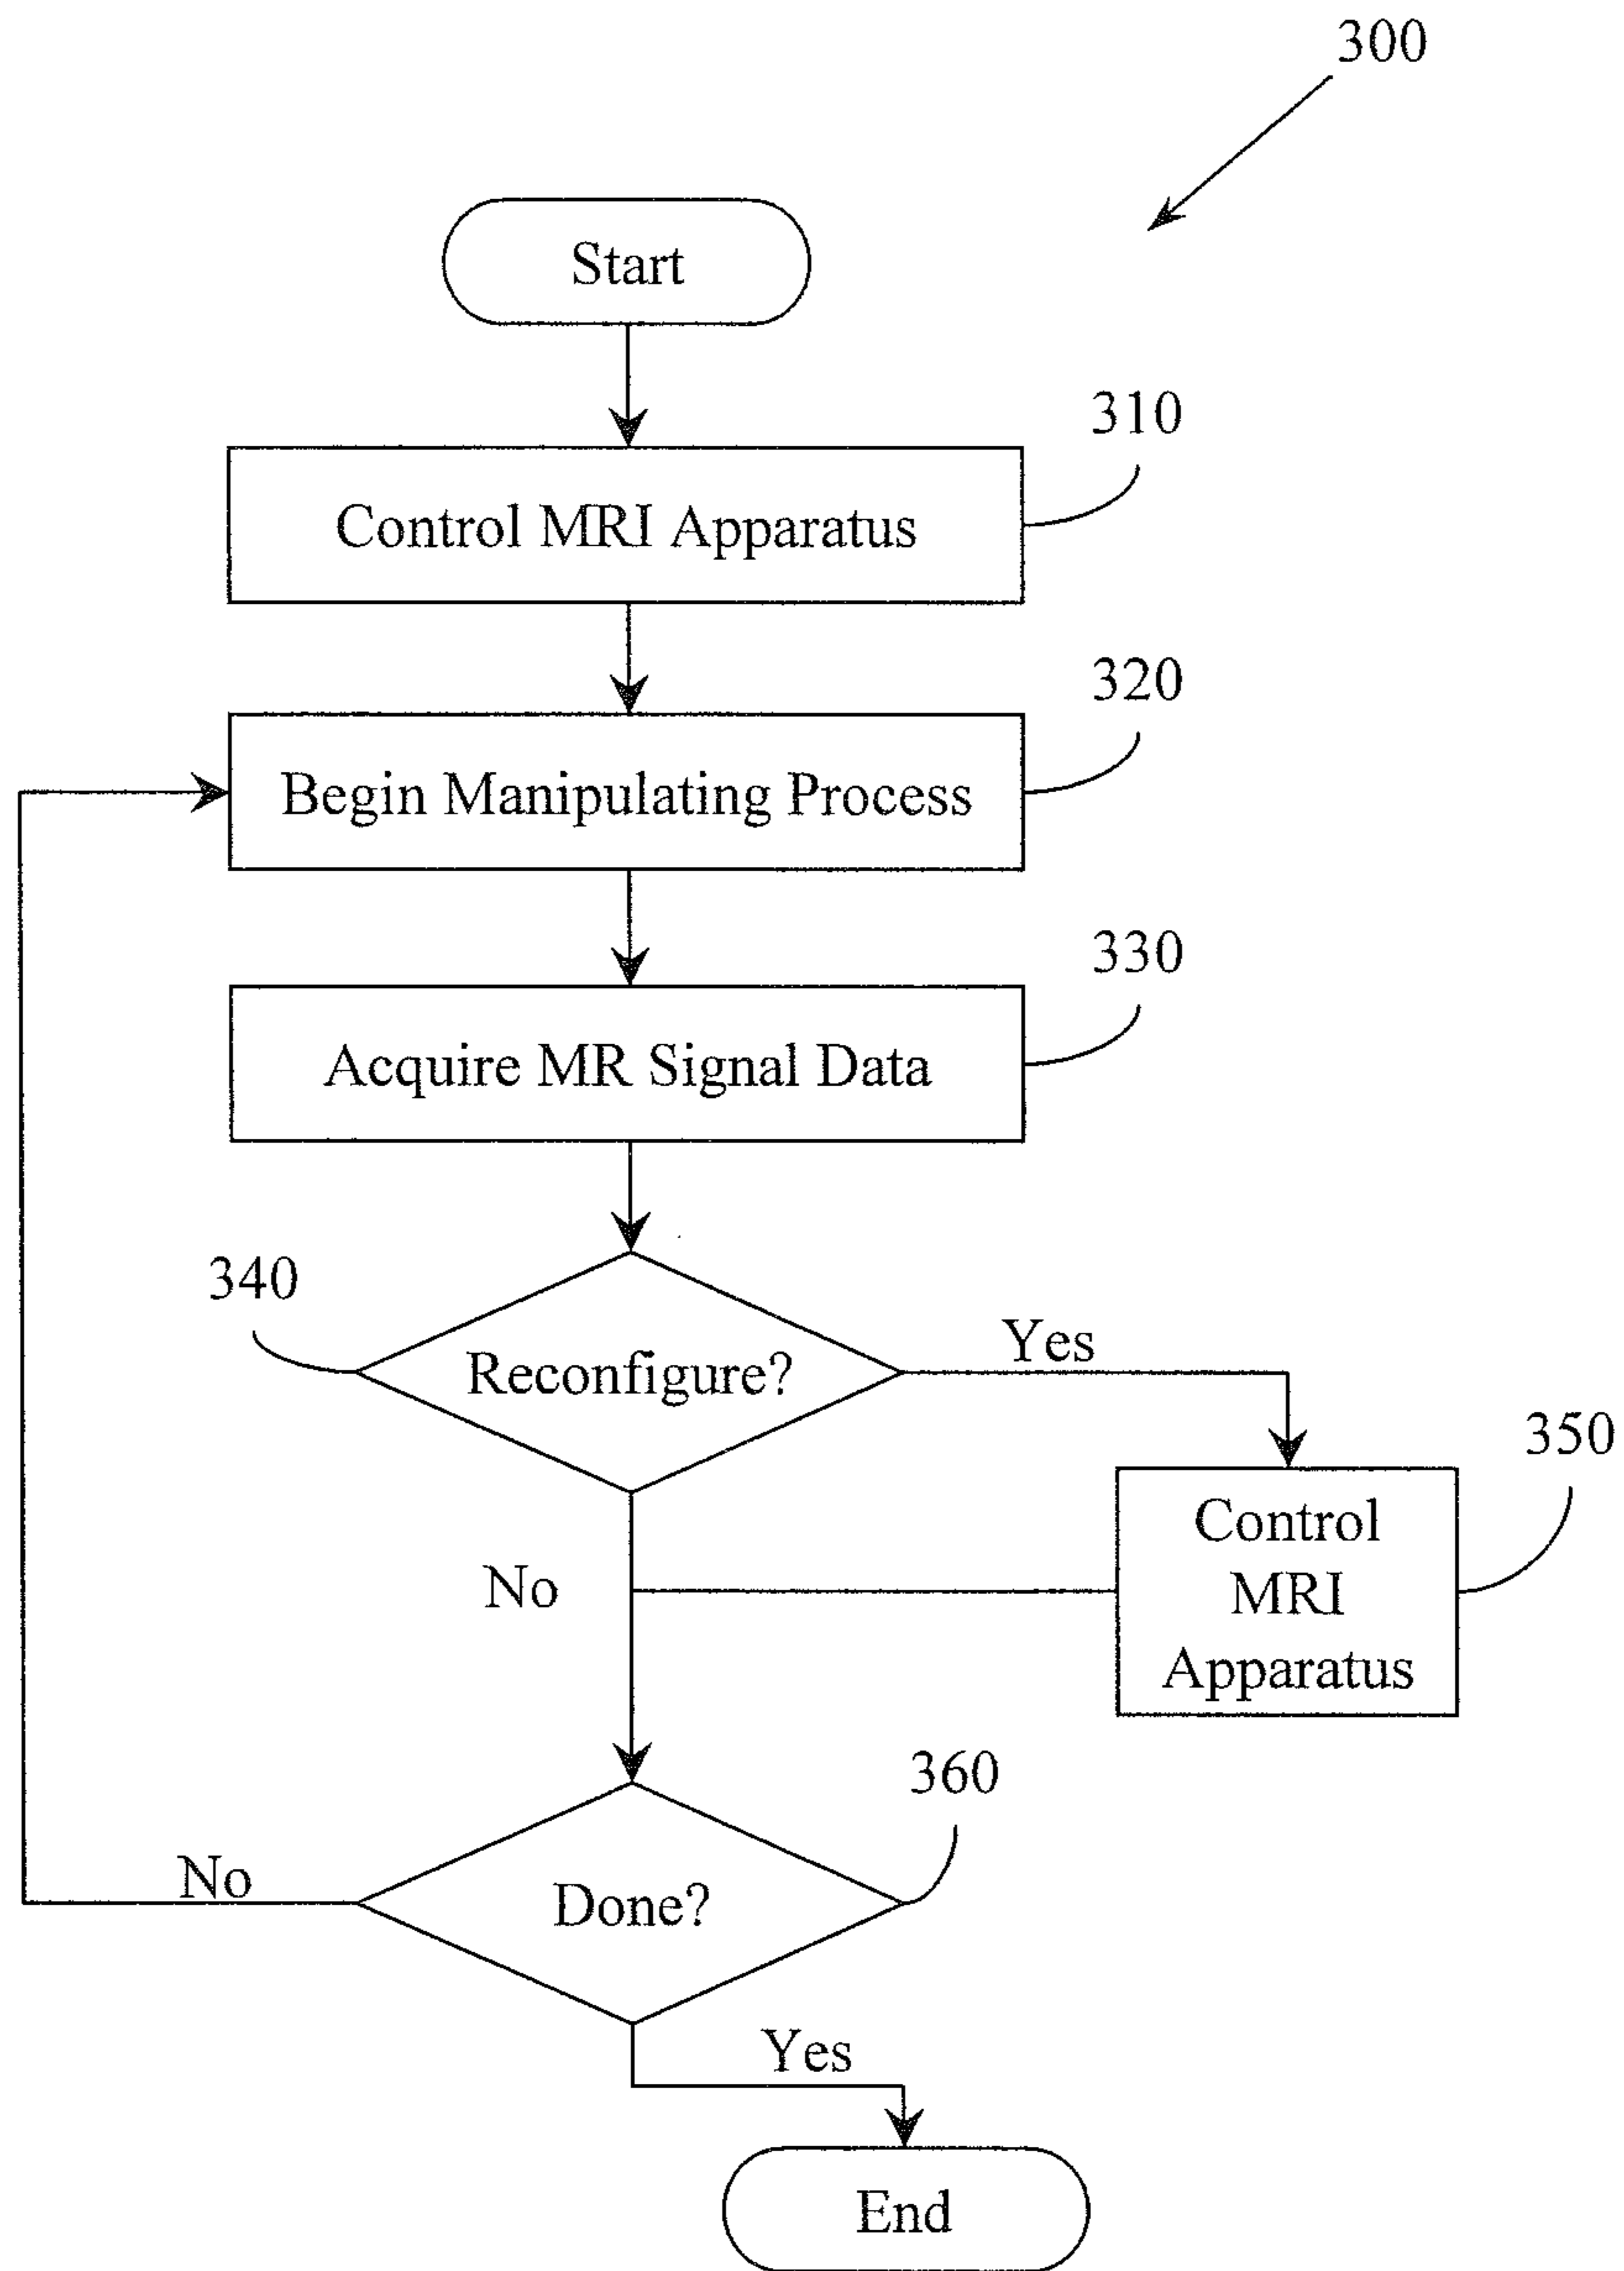 300
Start
310
Control MRI Apparatus
320
Begin Manipulating Process
330
Acquire MR Signal Data
340
Reconfigure?
Yes
350
Control
MRI
Apparatus
No
360
No
Done?
Yes
End